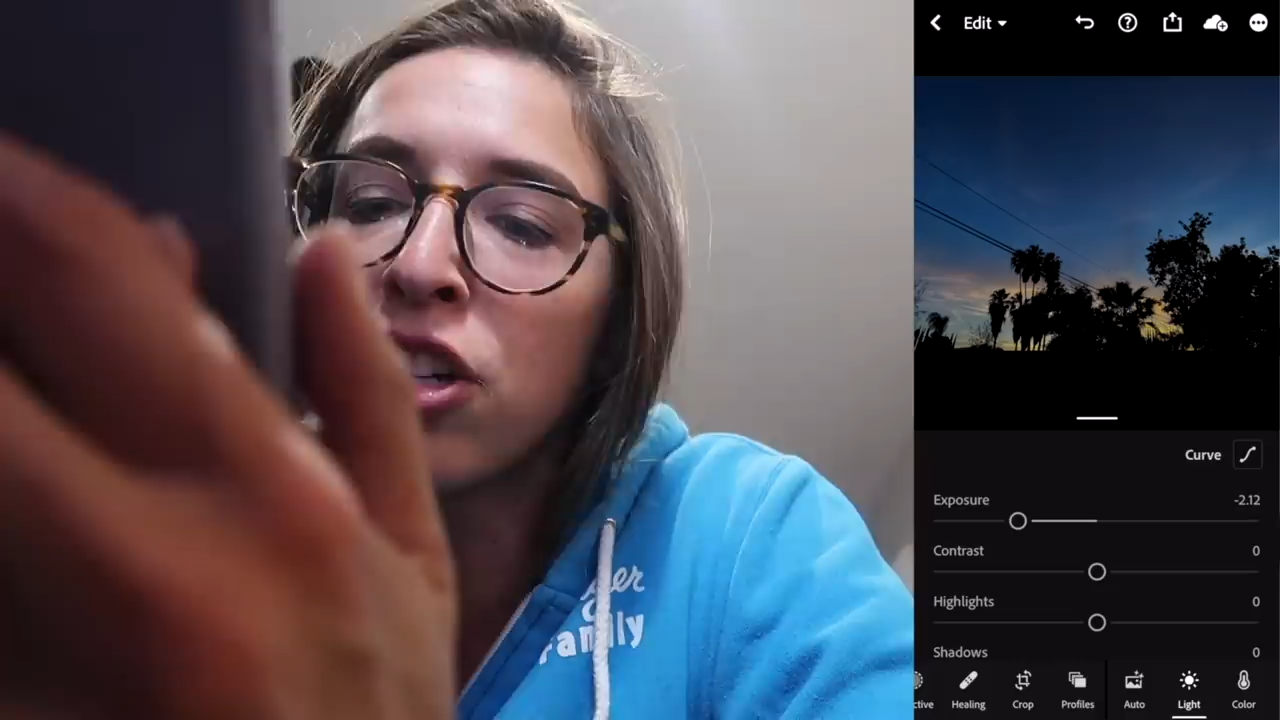 Edit
Curve
Exposure -2.12
Contrast 0
Highlights 0
Shadows 0
ctive Healing Crop Profiles Auto Light Color
Family